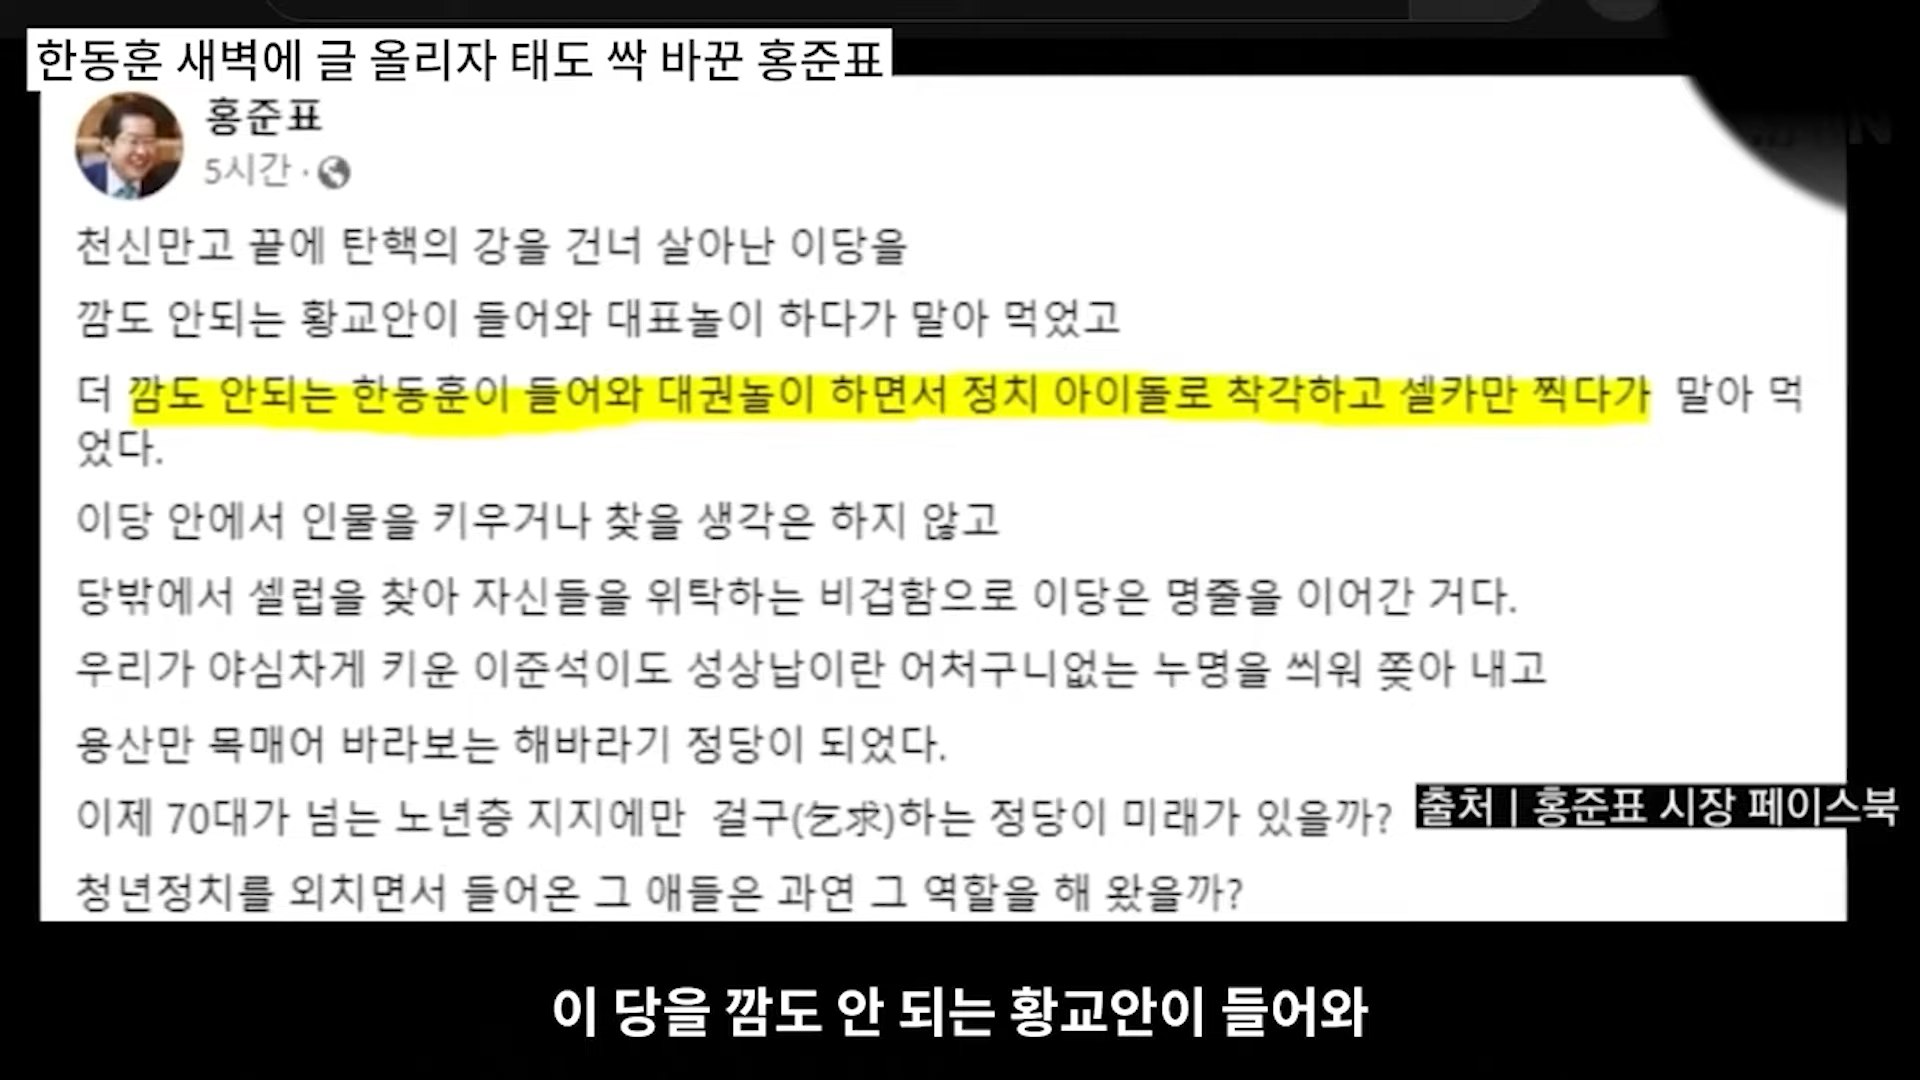 한동훈 새벽에 글 올리자 태도 싹 바꾼 홍준표
홍준표
5시간 ·
천신만고 끝에 탄핵의 강을 건너 살아난 이당을
깜도 안되는 황교안이 들어와 대표놀이 하다가 말아 먹었고
더 깜도 안되는 한동훈이 들어와 대권놀이 하면서 정치 아이돌로 착각하고 셀카만 찍다가 말아 먹
었다.
이당 안에서 인물을 키우거나 찾을 생각은 하지 않고
당밖에서 셀럽을 찾아 자신들을 위탁하는 비겁함으로 이당은 명줄을 이어간 거다.
우리가 야심차게 키운 이준석이도 성상납이란 어처구니없는 누명을 씌워 쫒아 내고
용산만 목매어 바라보는 해바라기 정당이 되었다.
이제 70대가 넘는 노년층 지지에만 걸구(乞求)하는 정당이 미래가 있을까?
출처 | 홍준표 시장 페이스북
청년정치를 외치면서 들어온 그 애들은 과연 그 역할을 해 왔을까?
이 당을 깜도 안 되는 황교안이 들어와